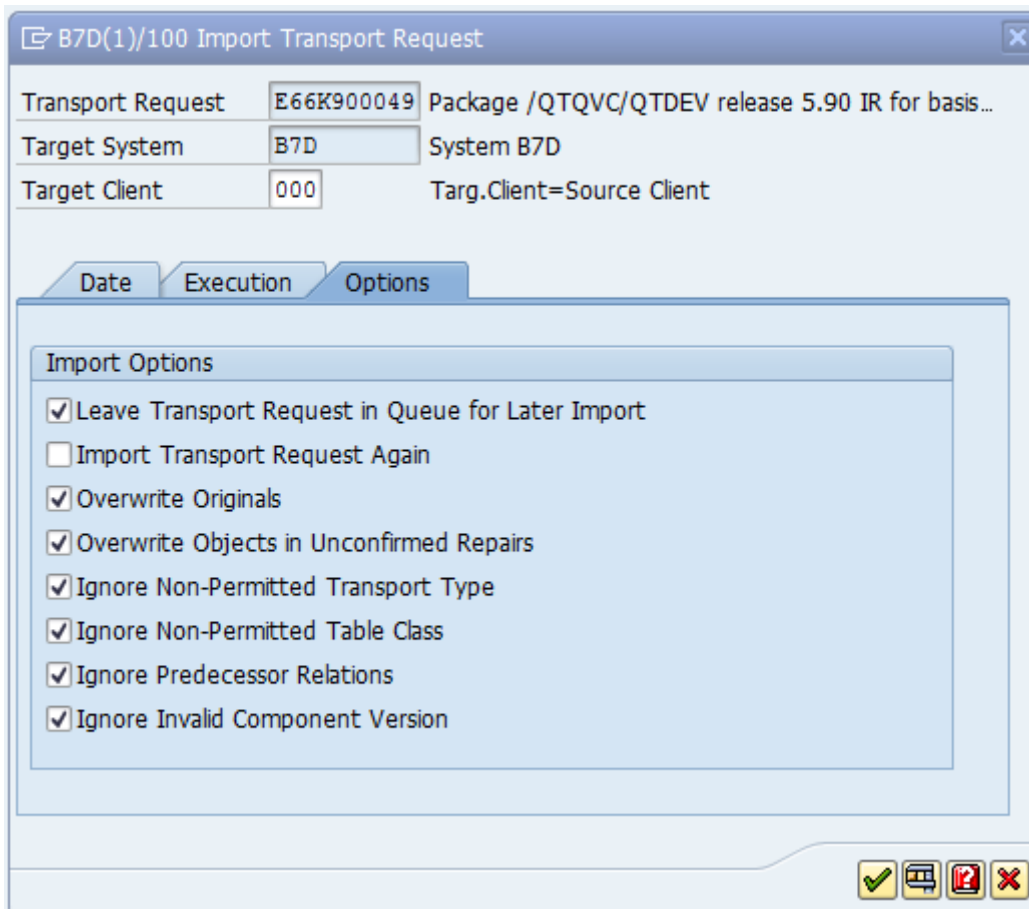 B7D(1)/100 Import Transport Request
Transport Request E66K900049 Package /QTQVC/QTDEV release 5.90 IR for basis...
Target System B7D System B7D
Target Client 000 Targ.Client=Source Client
Date Execution Options
Import Options
Leave Transport Request in Queue for Later Import
Import Transport Request Again
Overwrite Originals
Overwrite Objects in Unconfirmed Repairs
Ignore Non-Permitted Transport Type
Ignore Non-Permitted Table Class
Ignore Predecessor Relations
Ignore Invalid Component Version